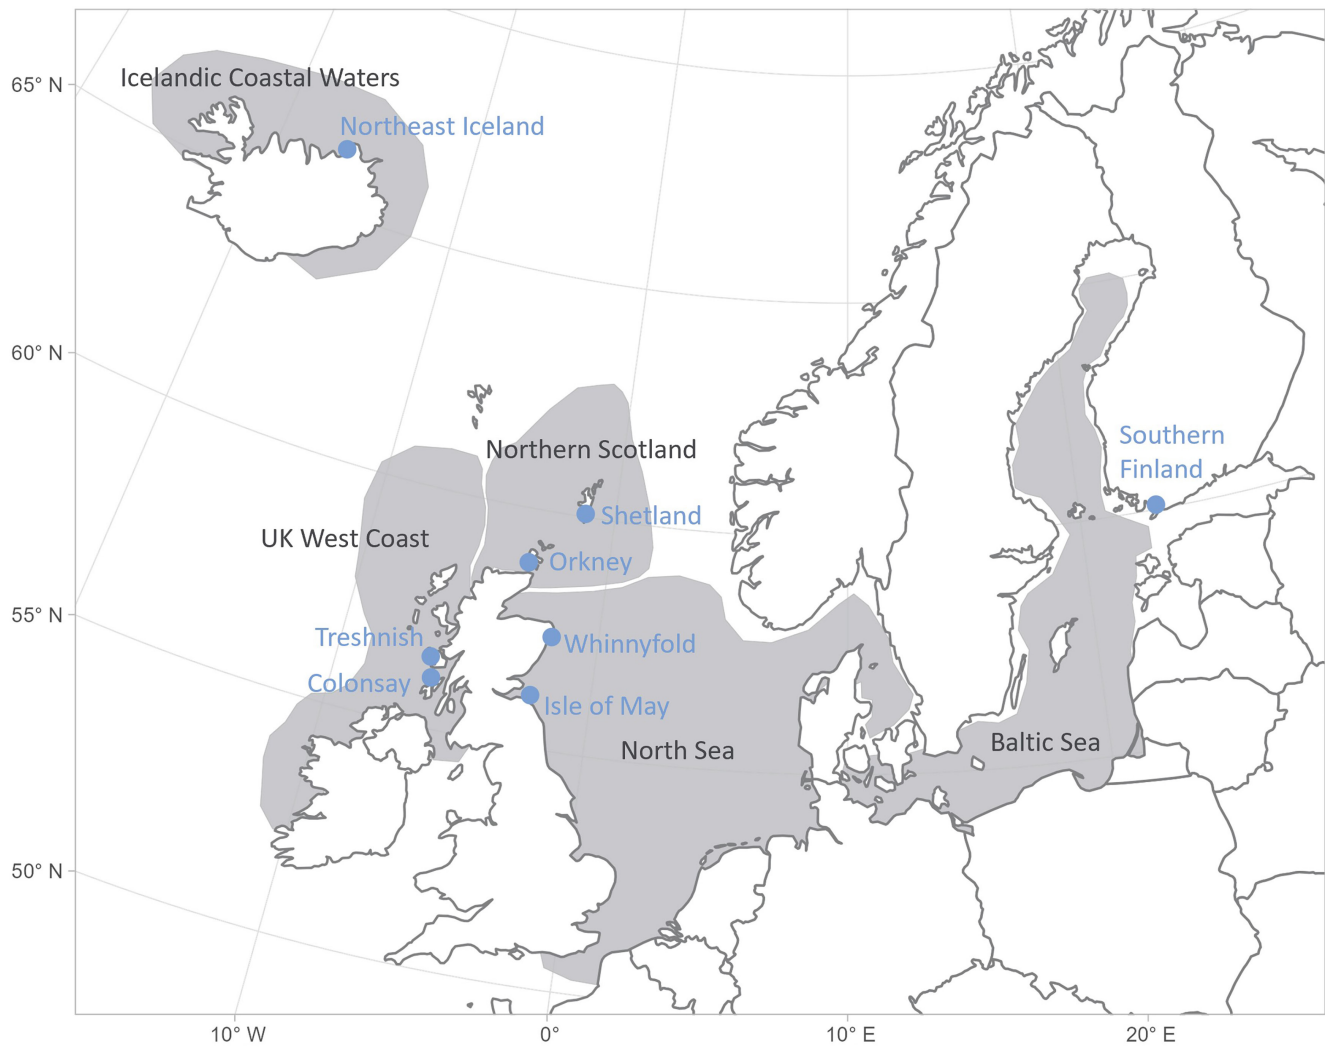 65° N
Icelandic Coastal Waters
Northeast Iceland
60° N
Northern Scotland
Southern
Finland
Shetland
UK West Coast
Orkney
55° N
Treshnish
Whinnyfold
Colonsay
Isle of May
North Sea
Baltic Sea
50° N
10° W
0°
10° E
20° E